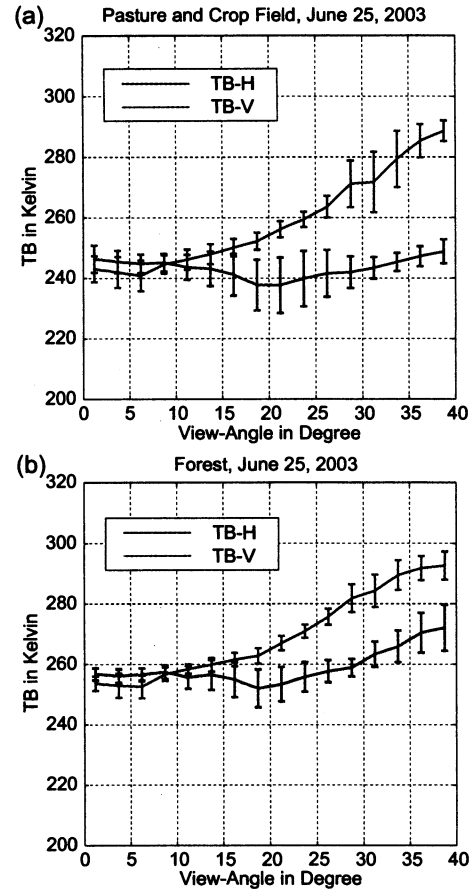 (a)
Pasture and Crop Field, June 25, 2003
320
300
280
260
240
220
200
TB in Kelvin
TB-H
TB-V
0 5 10 15 20 25 30 35 40
View-Angle in Degree
(b)
Forest, June 25, 2003
320
300
280
260
240
220
200
TB in Kelvin
TB-H
TB-V
0 5 10 15 20 25 30 35 40
View-Angle in Degree